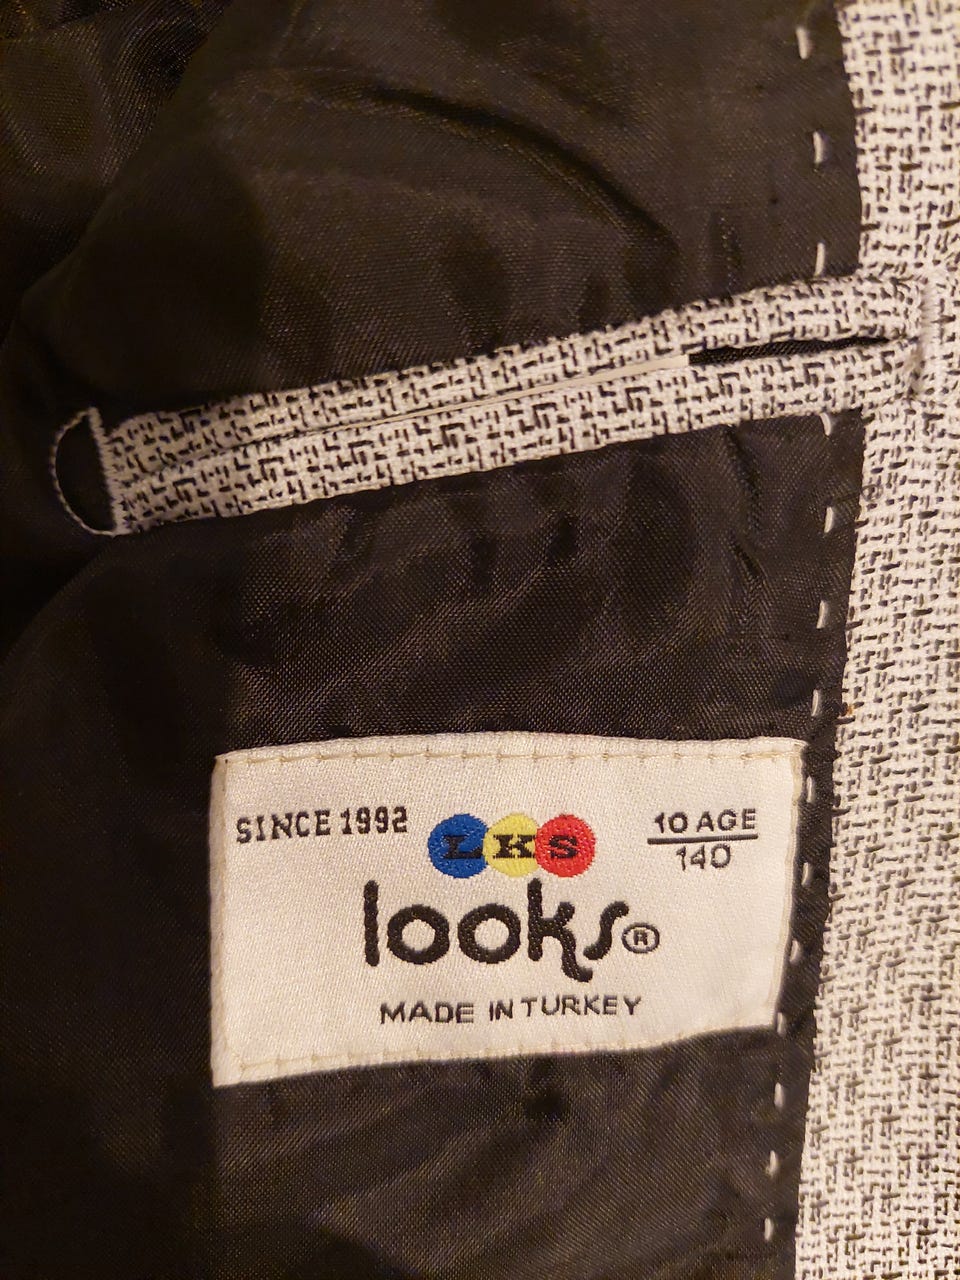 SINCE 1992
LKS
10 AGE
140
looks®
MADE IN TURKEY